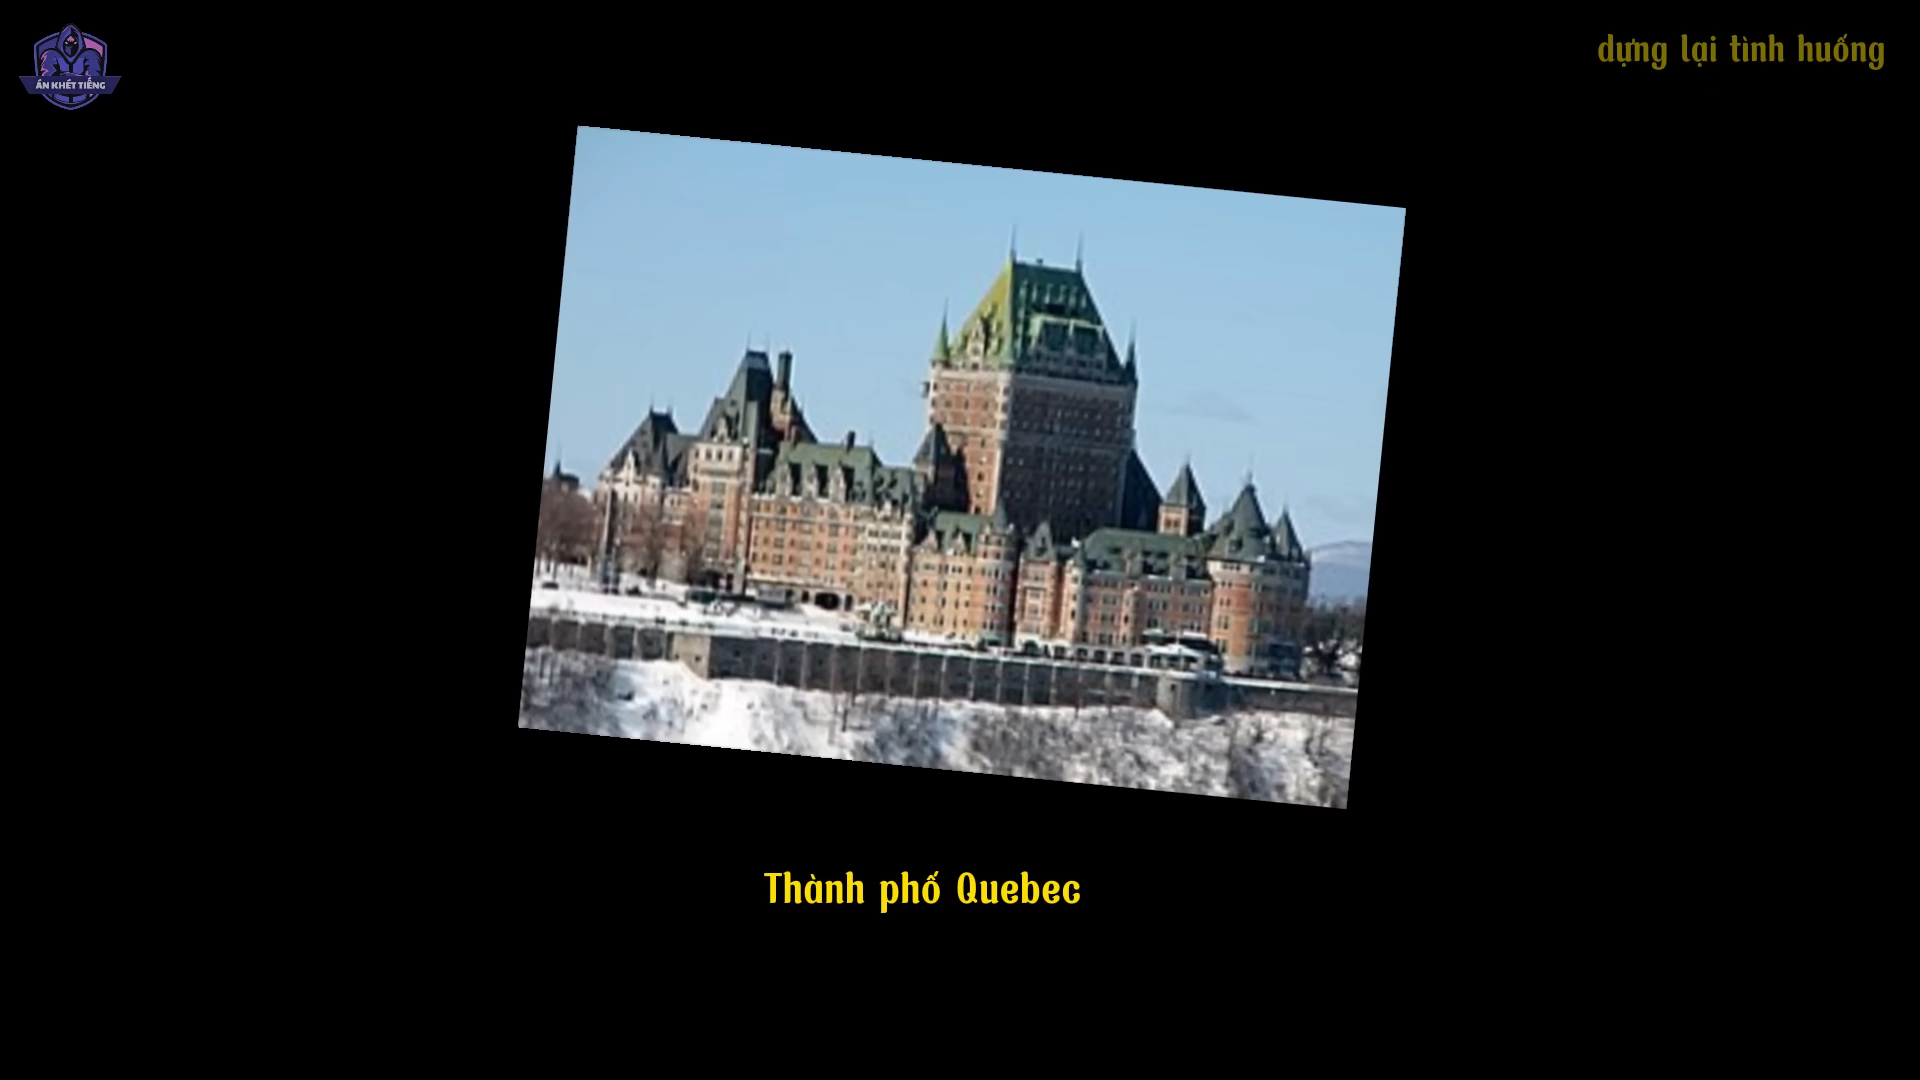 ÁN KHÉT TIẾNG
dựng lại tình huống
Thành phố Quebec